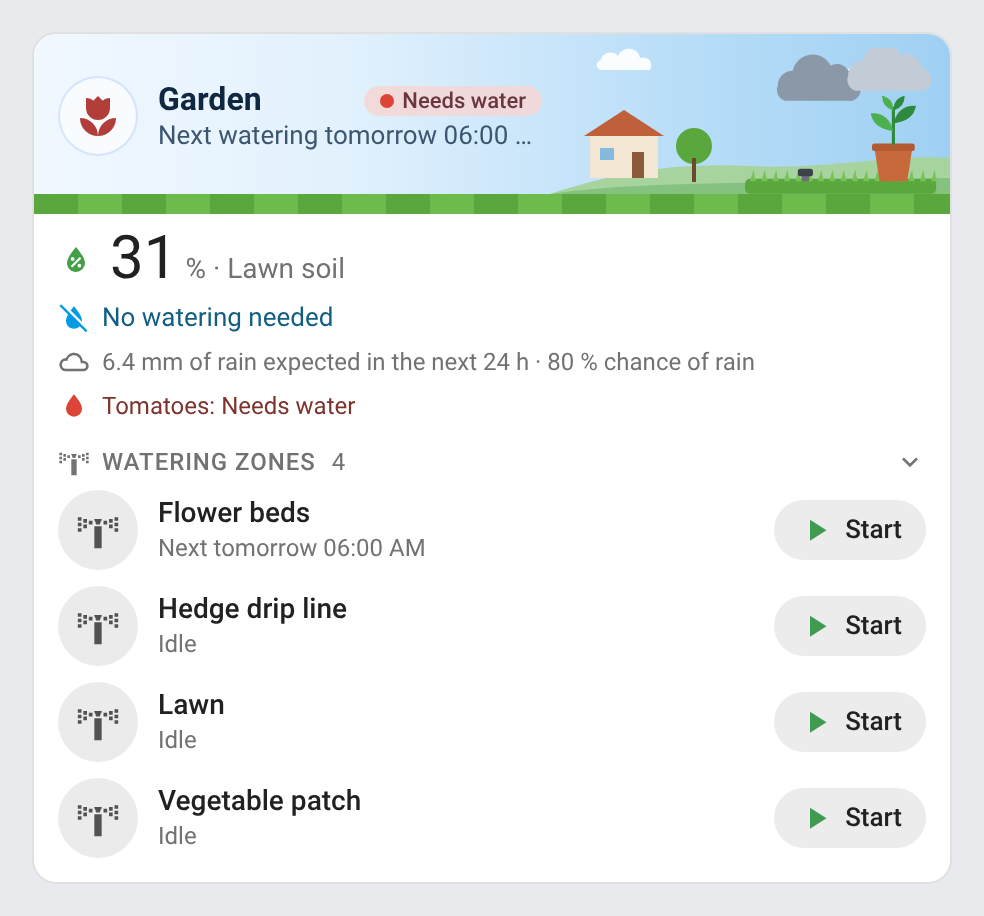 Garden
Needs water
Next watering tomorrow 06:00 ...
31 % · Lawn soil
No watering needed
6.4 mm of rain expected in the next 24 h · 80 % chance of rain
Tomatoes: Needs water
WATERING ZONES 4
Flower beds
Next tomorrow 06:00 AM
Start
Hedge drip line
Idle
Start
Lawn
Idle
Start
Vegetable patch
Idle
Start